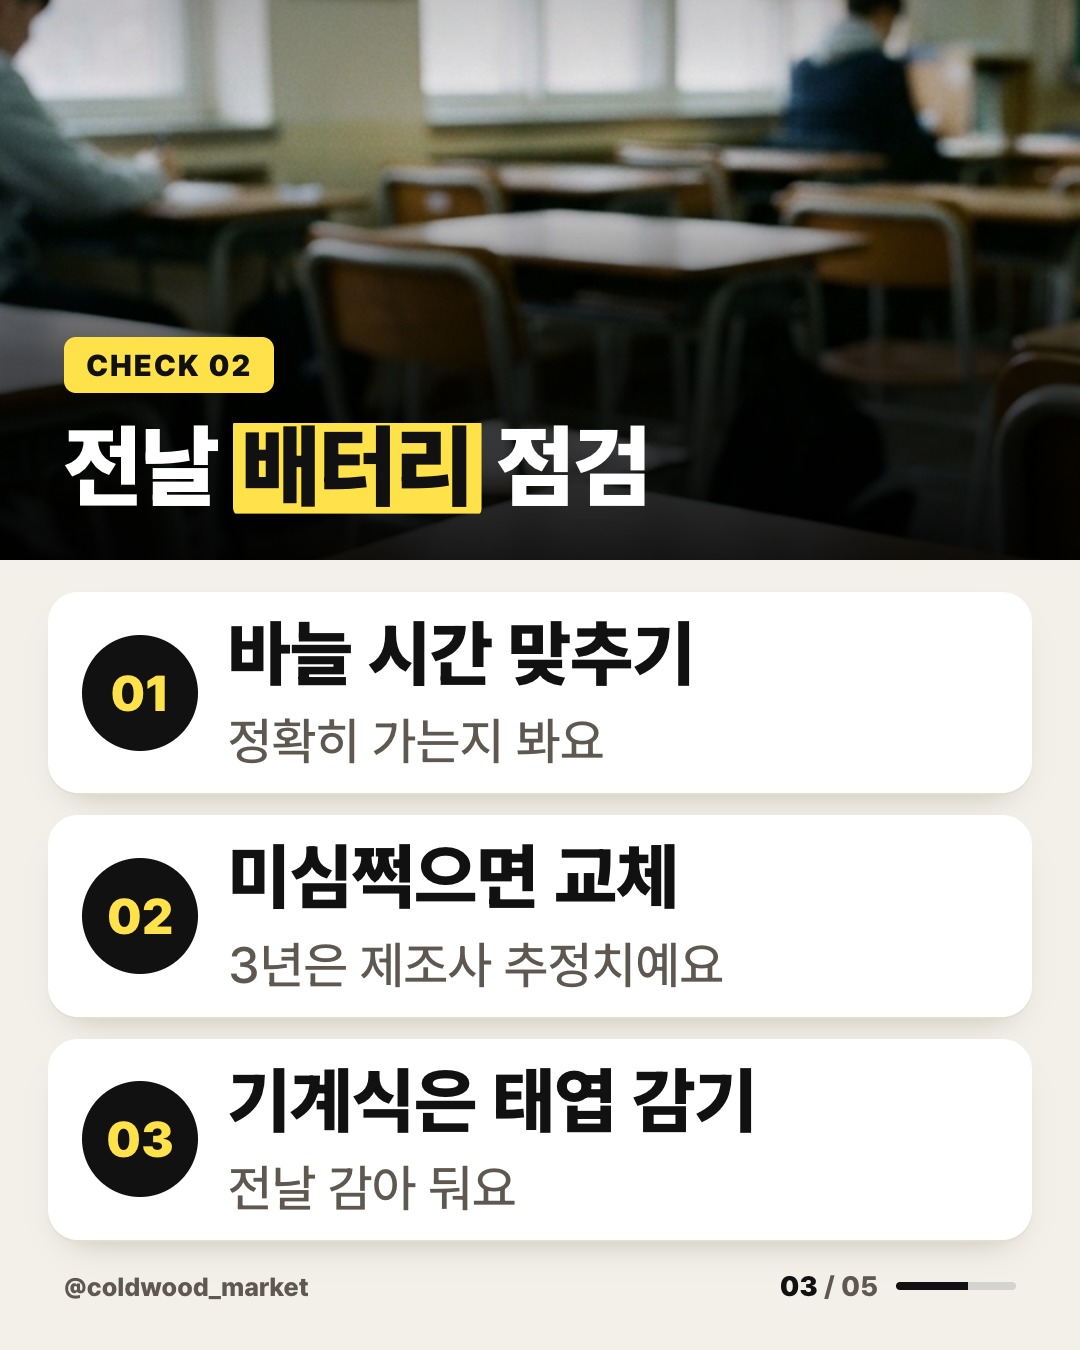 CHECK 02
전날 배터리 점검
01
바늘 시간 맞추기
정확히 가는지 봐요
02
미심쩍으면 교체
3년은 제조사 추정치예요
03
기계식은 태엽 감기
전날 감아 둬요
@coldwood_market
03 / 05